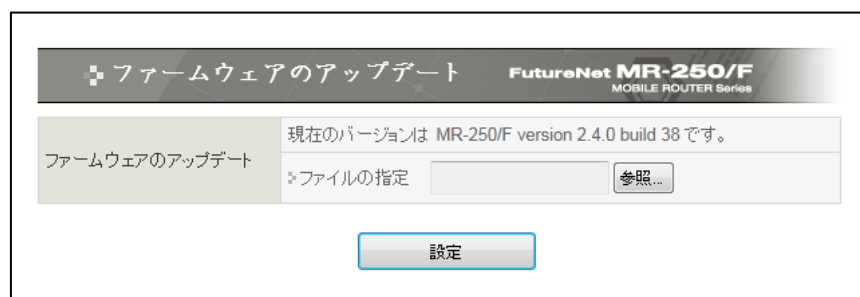 ファームウェアのアップデート
FutureNet MR-250/F
MOBILE ROUTER Series
ファームウェアのアップデート
現在のバージョンは MR-250/F version 2.4.0 build 38 です。
ファイルの指定
参照...
設定